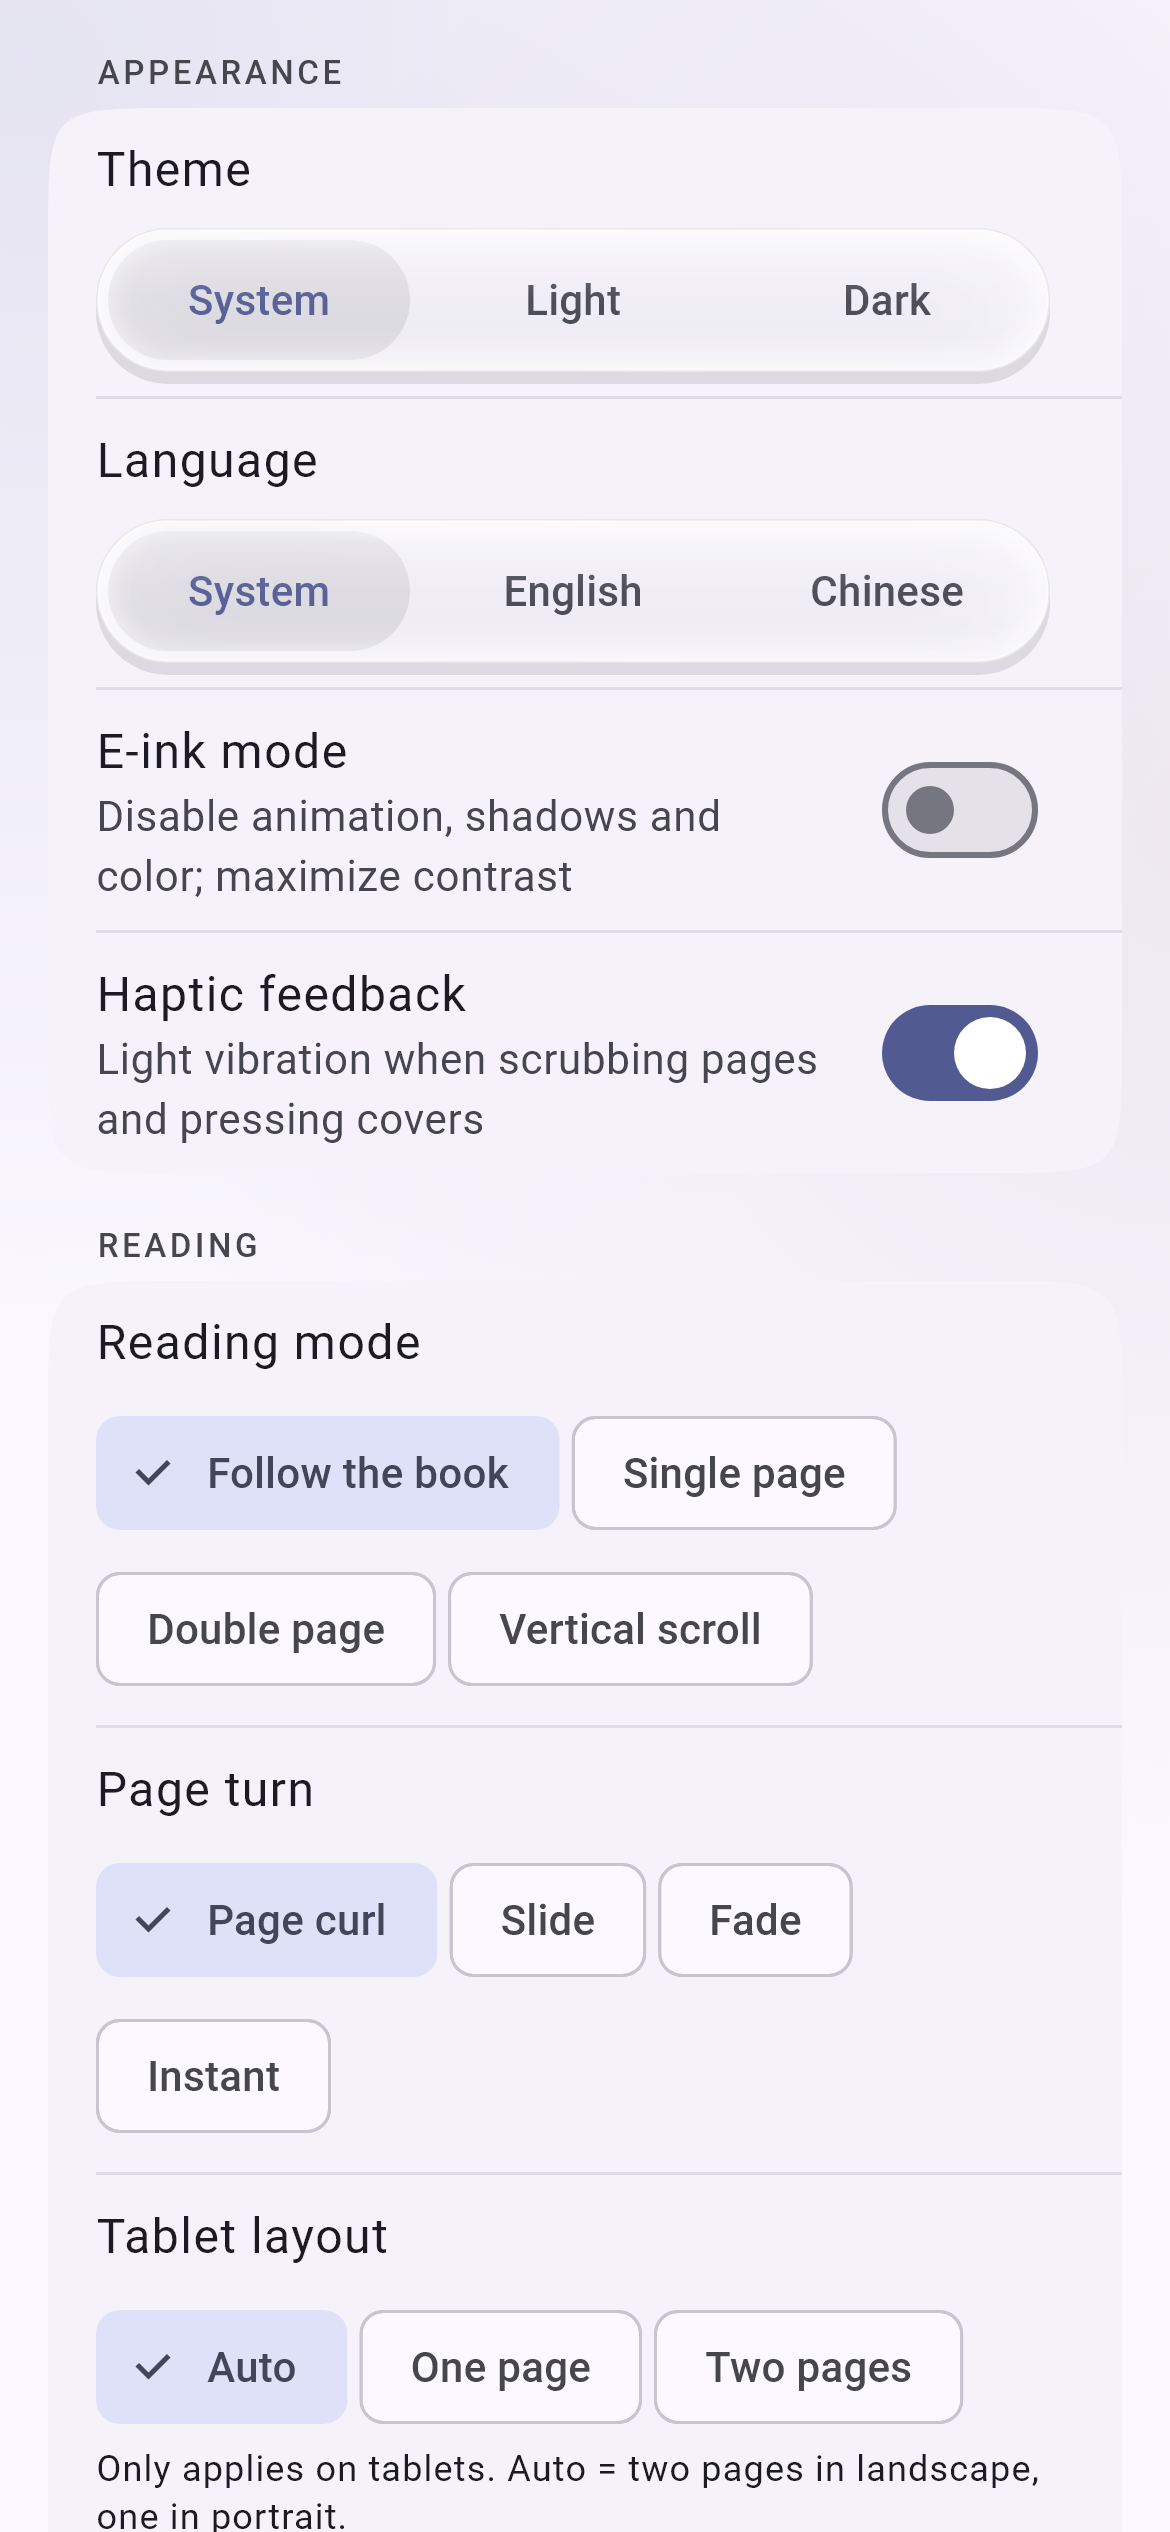 APPEARANCE
Theme
System Light Dark
Language
System English Chinese
E-ink mode
Disable animation, shadows and
color; maximize contrast
Haptic feedback
Light vibration when scrubbing pages
and pressing covers
READING
Reading mode
Follow the book Single page
Double page Vertical scroll
Page turn
Page curl Slide Fade
Instant
Tablet layout
Auto One page Two pages
Only applies on tablets. Auto = two pages in landscape,
one in portrait.